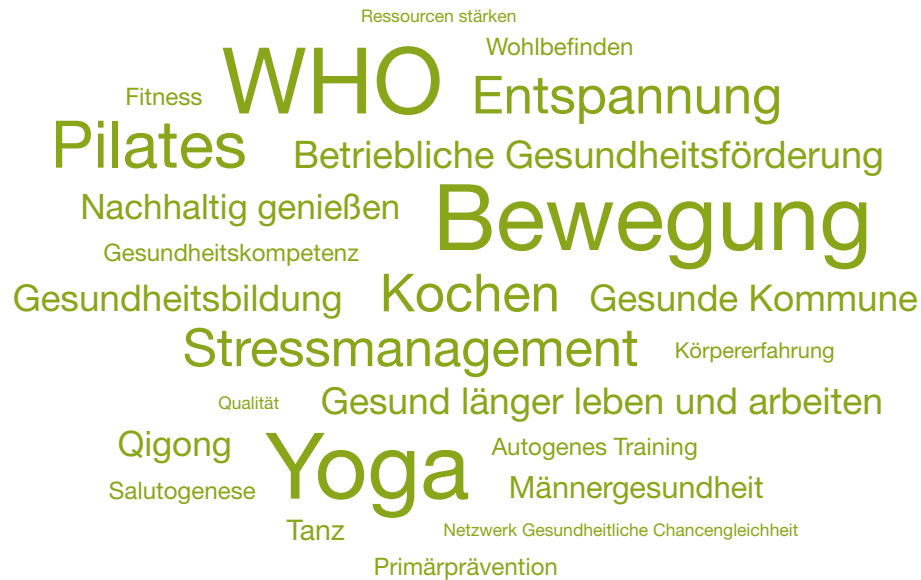 Ressourcen stärken
Wohlbefinden
Fitness WHO Entspannung
Pilates Betriebliche Gesundheitsförderung
Nachhaltig genießen Bewegung
Gesundheitskompetenz
Gesundheitsbildung Kochen Gesunde Kommune
Stressmanagement Körpererfahrung
Qualität Gesund länger leben und arbeiten
Qigong Yoga Autogenes Training
Salutogenese Männergesundheit
Tanz Netzwerk Gesundheitliche Chancengleichheit
Primärprävention